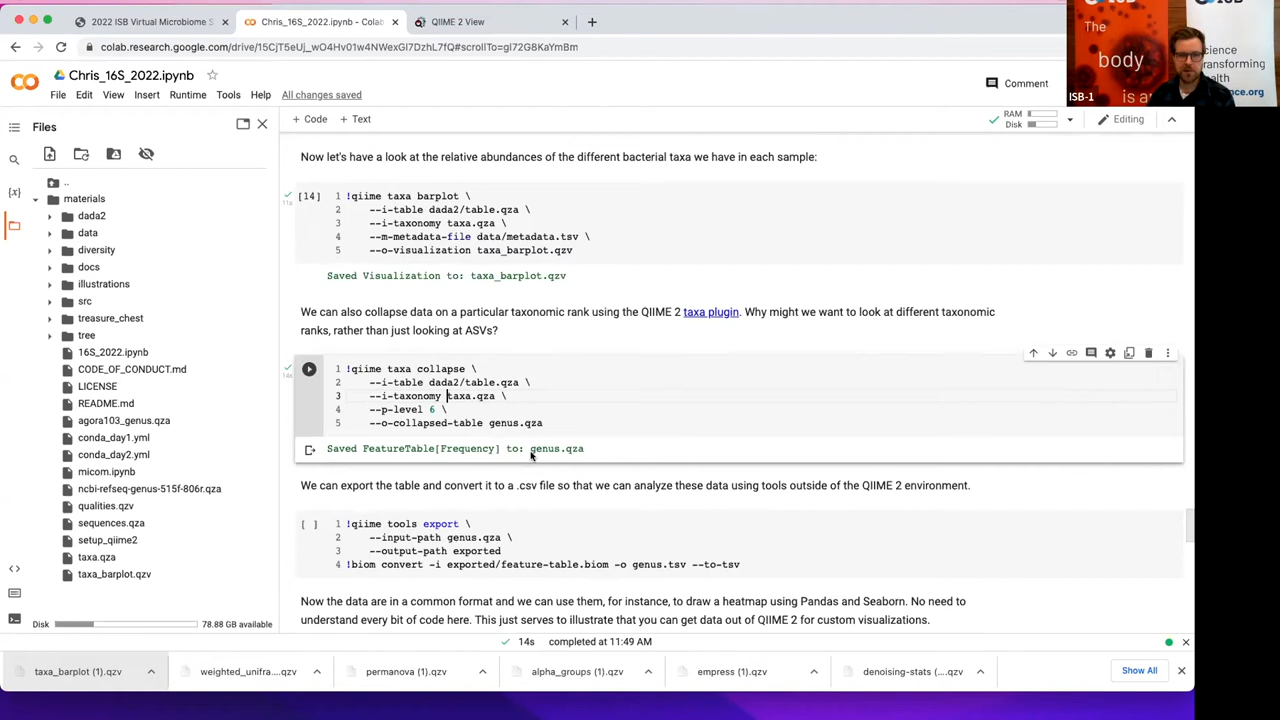 2022 ISB Virtual Microbiome S
Chris_16S_2022.ipynb - Colab
QIIME 2 View
colab.research.google.com/drive/15CjT5eUj_wO4Hv01w4NWexGl7DzhL7fQ#scrollTo=gI72G8KaYmBm
Chris_16S_2022.ipynb
Comment
File Edit View Insert Runtime Tools Help All changes saved
The
body
is a
ISB-1
ISB
science
transforming
health
nce.org
Files
+ Code + Text
RAM
Disk
Editing
..
materials
dada2
data
diversity
docs
illustrations
src
treasure_chest
tree
16S_2022.ipynb
CODE_OF_CONDUCT.md
LICENSE
README.md
agora103_genus.qza
conda_day1.yml
conda_day2.yml
micom.ipynb
ncbi-refseq-genus-515f-806r.qza
qualities.qzv
sequences.qza
setup_qiime2
taxa.qza
taxa_barplot.qzv
Disk 78.88 GB available
Now let's have a look at the relative abundances of the different bacterial taxa we have in each sample:
[14] 1 !qiime taxa barplot \
11s
2 --i-table dada2/table.qza \
3 --i-taxonomy taxa.qza \
4 --m-metadata-file data/metadata.tsv \
5 --o-visualization taxa_barplot.qzv
Saved Visualization to: taxa_barplot.qzv
We can also collapse data on a particular taxonomic rank using the QIIME 2 taxa plugin. Why might we want to look at different taxonomic
ranks, rather than just looking at ASVs?
1 !qiime taxa collapse \
14s
2 --i-table dada2/table.qza \
3 --i-taxonomy taxa.qza \
4 --p-level 6 \
5 --o-collapsed-table genus.qza
Saved FeatureTable[Frequency] to: genus.qza
We can export the table and convert it to a .csv file so that we can analyze these data using tools outside of the QIIME 2 environment.
[ ] 1 !qiime tools export \
2 --input-path genus.qza \
3 --output-path exported
4 !biom convert -i exported/feature-table.biom -o genus.tsv --to-tsv
Now the data are in a common format and we can use them, for instance, to draw a heatmap using Pandas and Seaborn. No need to
understand every bit of code here. This just serves to illustrate that you can get data out of QIIME 2 for custom visualizations.
14s completed at 11:49 AM
taxa_barplot (1).qzv
weighted_unifra....qzv
permanova (1).qzv
alpha_groups (1).qzv
empress (1).qzv
denoising-stats (....qzv
Show All